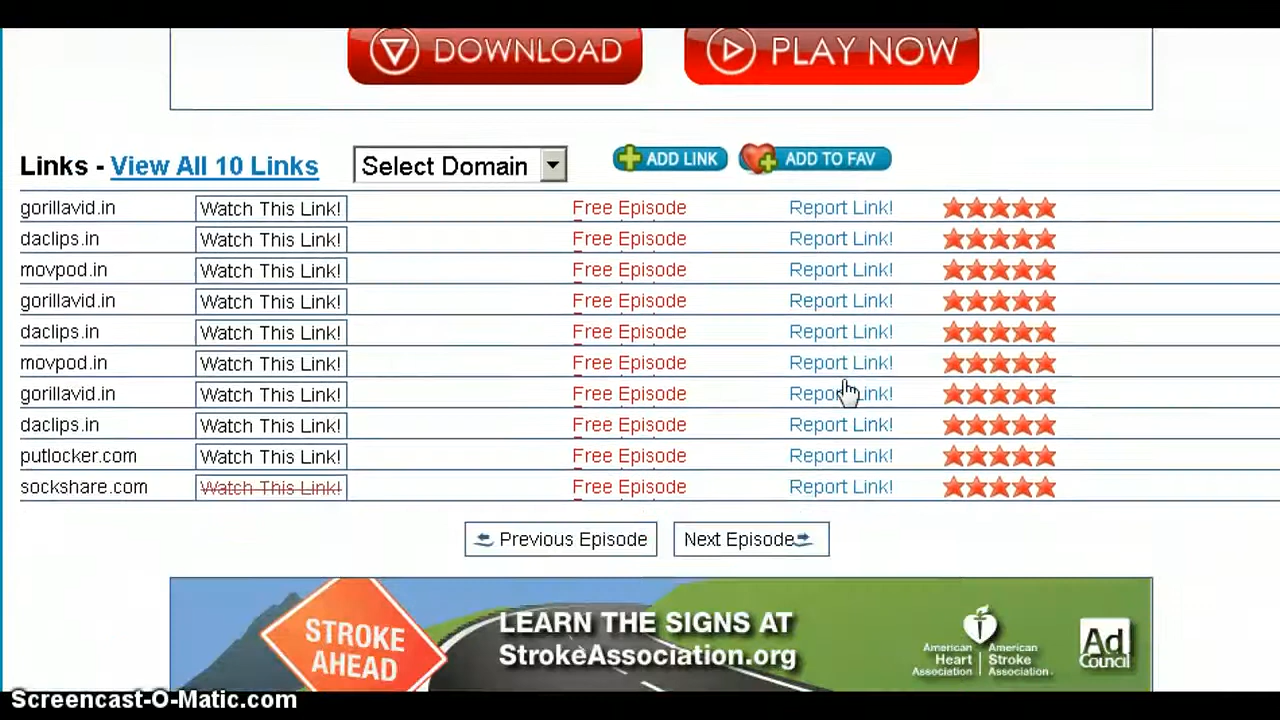 DOWNLOAD PLAY NOW
Links - View All 10 Links Select Domain ADD LINK ADD TO FAV
gorillavid.in Watch This Link! Free Episode Report Link!
daclips.in Watch This Link! Free Episode Report Link!
movpod.in Watch This Link! Free Episode Report Link!
gorillavid.in Watch This Link! Free Episode Report Link!
daclips.in Watch This Link! Free Episode Report Link!
movpod.in Watch This Link! Free Episode Report Link!
gorillavid.in Watch This Link! Free Episode Report Link!
daclips.in Watch This Link! Free Episode Report Link!
putlocker.com Watch This Link! Free Episode Report Link!
sockshare.com Watch This Link! Free Episode Report Link!
Previous Episode Next Episode
STROKE
AHEAD
LEARN THE SIGNS AT
StrokeAssociation.org
American
Heart
Association
American
Stroke
Association
Ad
Council
Screencast-O-Matic.com